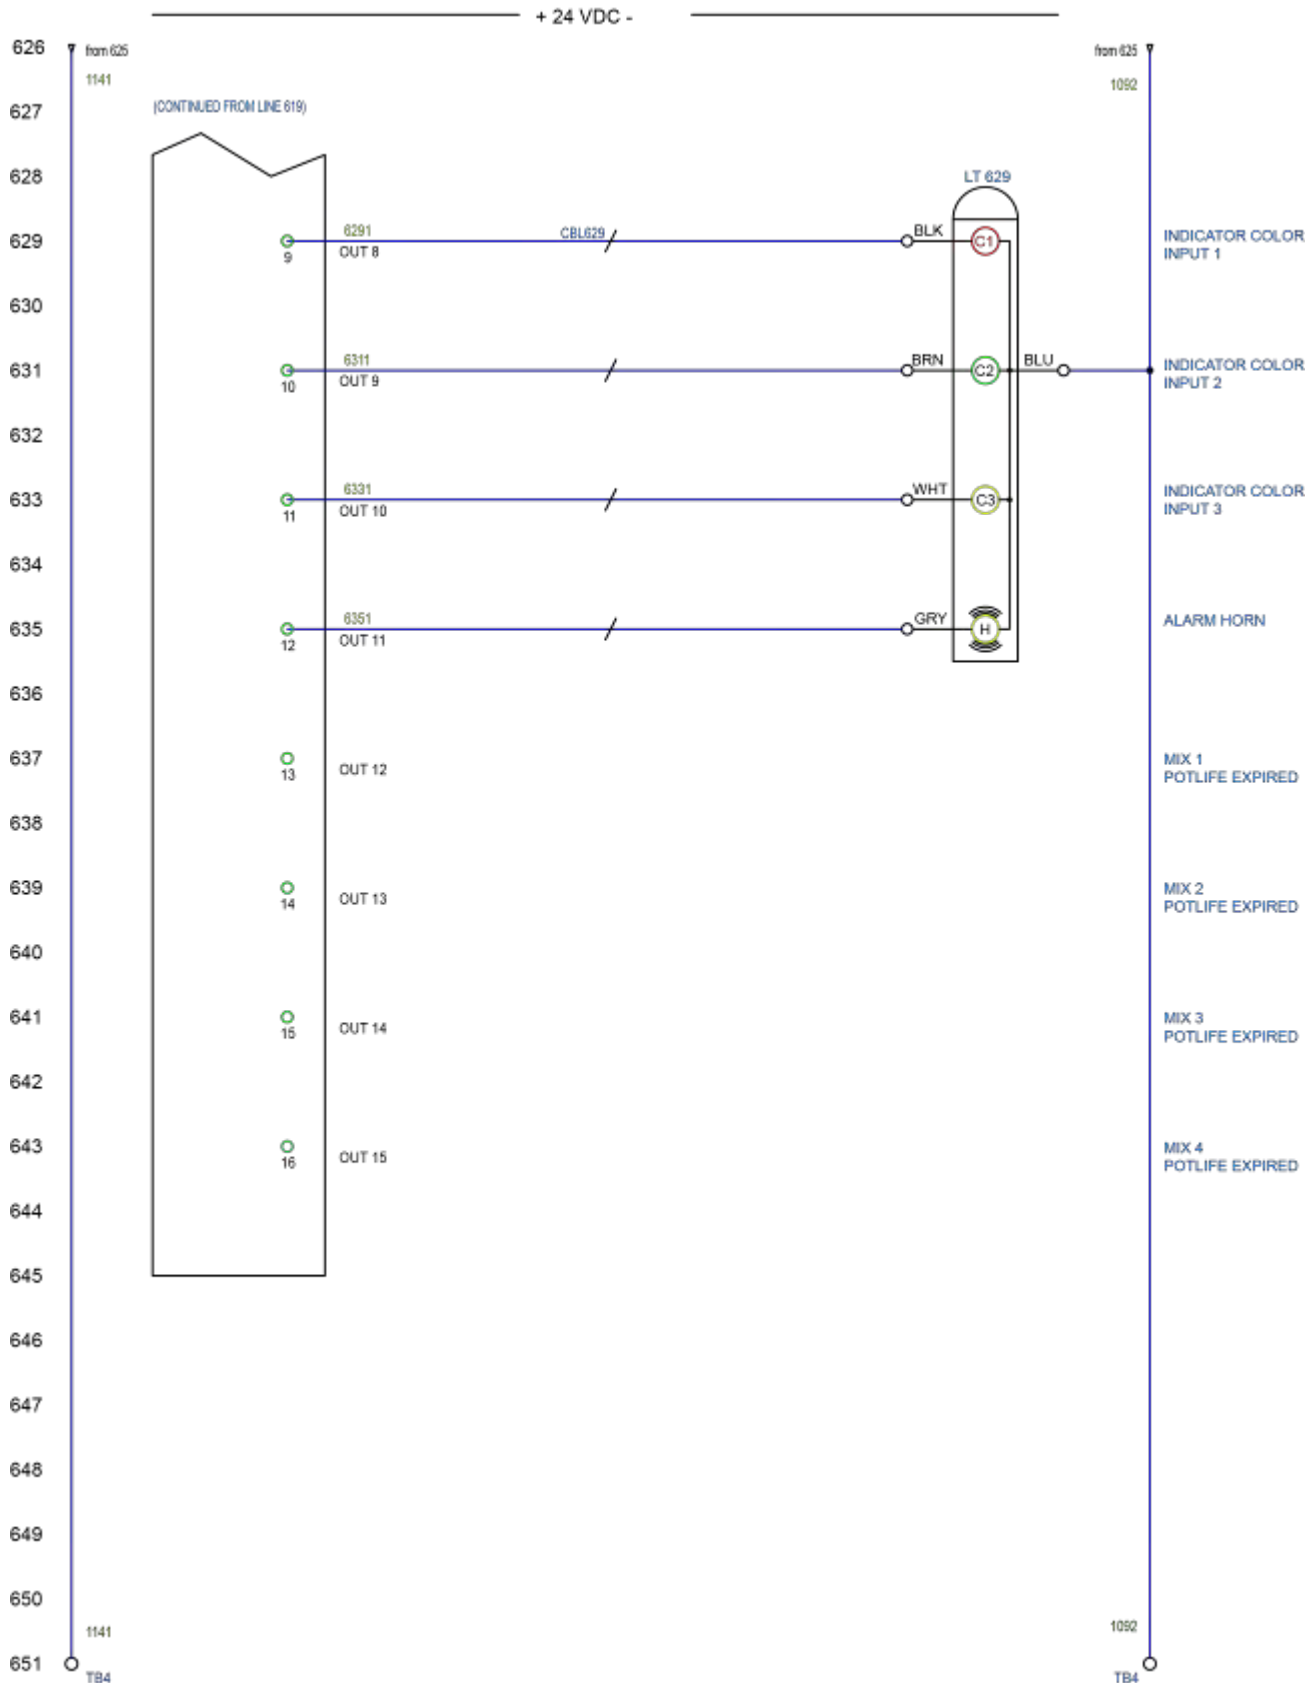 + 24 VDC -
626
from 625
from 625
1141
1092
627
(CONTINUED FROM LINE 619)
628
LT 629
629
9
6291
OUT 8
CBL629
BLK
C1
INDICATOR COLOR
INPUT 1
630
631
10
6311
OUT 9
BRN
C2
BLU
INDICATOR COLOR
INPUT 2
632
633
11
6331
OUT 10
WHT
C3
INDICATOR COLOR
INPUT 3
634
635
12
6351
OUT 11
GRY
H
ALARM HORN
636
637
13
OUT 12
MIX 1
POTLIFE EXPIRED
638
639
14
OUT 13
MIX 2
POTLIFE EXPIRED
640
641
15
OUT 14
MIX 3
POTLIFE EXPIRED
642
643
16
OUT 15
MIX 4
POTLIFE EXPIRED
644
645
646
647
648
649
650
1141
1092
651
TB4
TB4